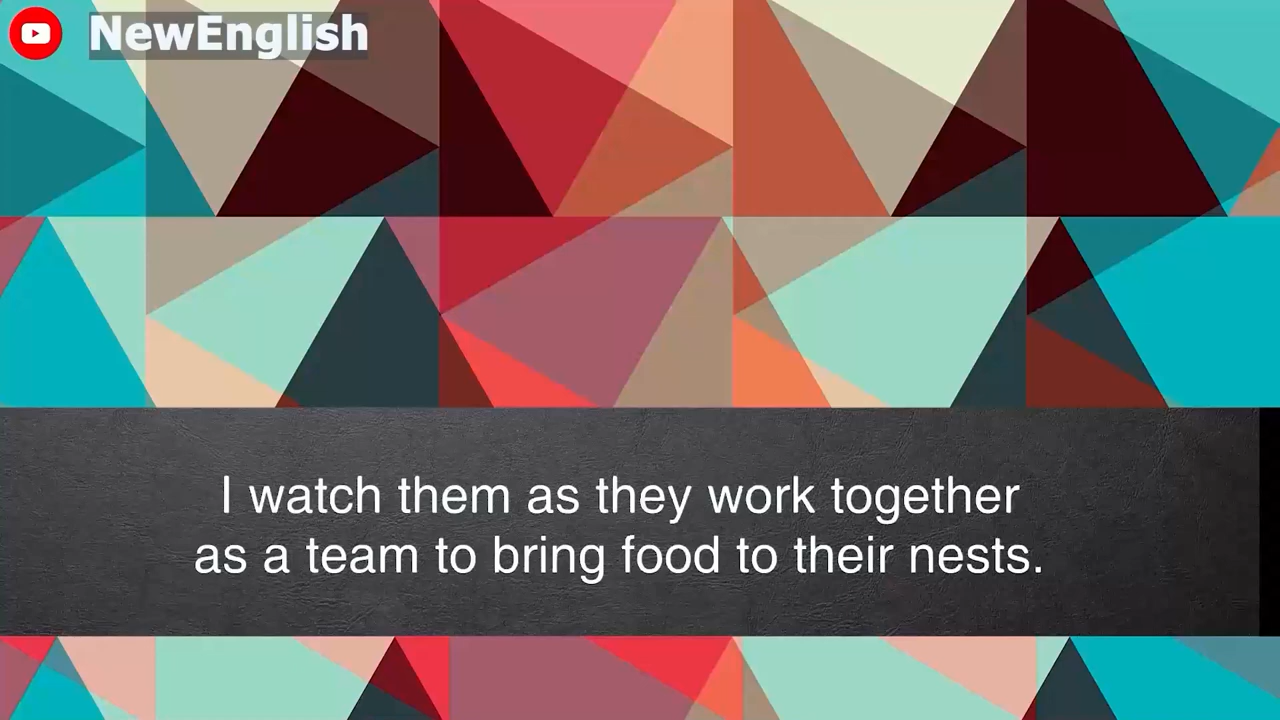 NewEnglish
I watch them as they work together
as a team to bring food to their nests.